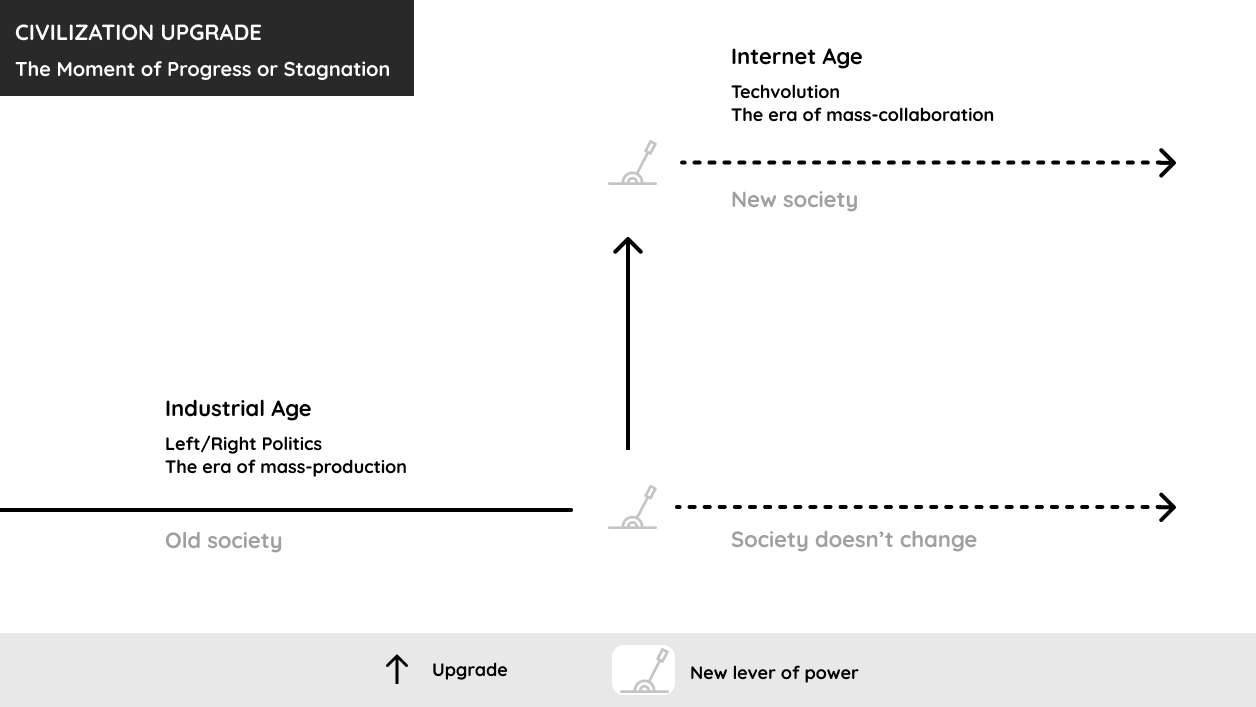 CIVILIZATION UPGRADE
The Moment of Progress or Stagnation
Internet Age
Techvolution
The era of mass-collaboration
New society
Industrial Age
Left/Right Politics
The era of mass-production
Old society
Society doesn’t change
Upgrade
New lever of power